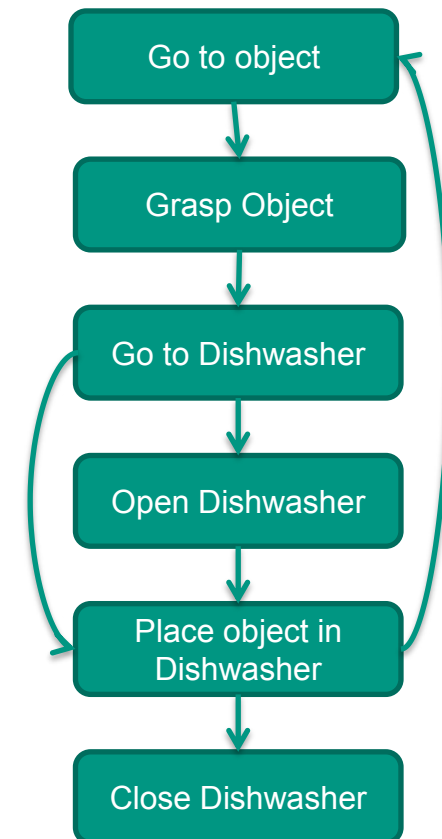 Go to object
Grasp Object
Go to Dishwasher
Open Dishwasher
Place object in
Dishwasher
Close Dishwasher